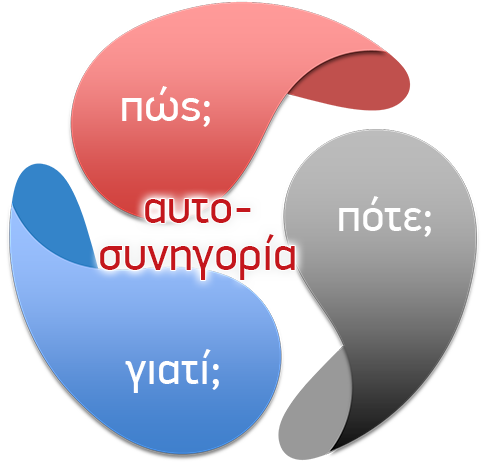 πώς;
αυτο-
συνηγορία
πότε;
γιατί;